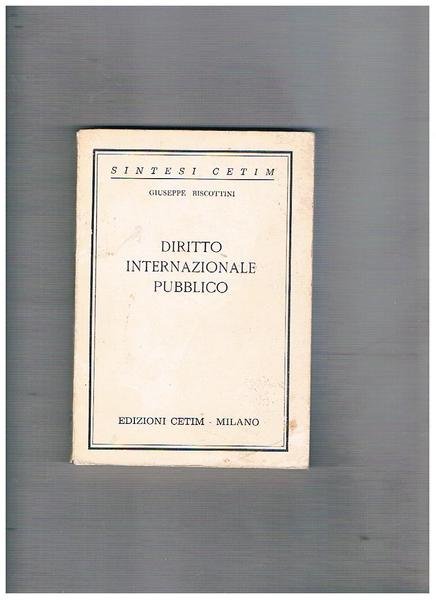 SINTESI CETIM
GIUSEPPE BISCOTTINI
DIRITTO
INTERNAZIONALE
PUBBLICO
EDIZIONI CETIM - MILANO